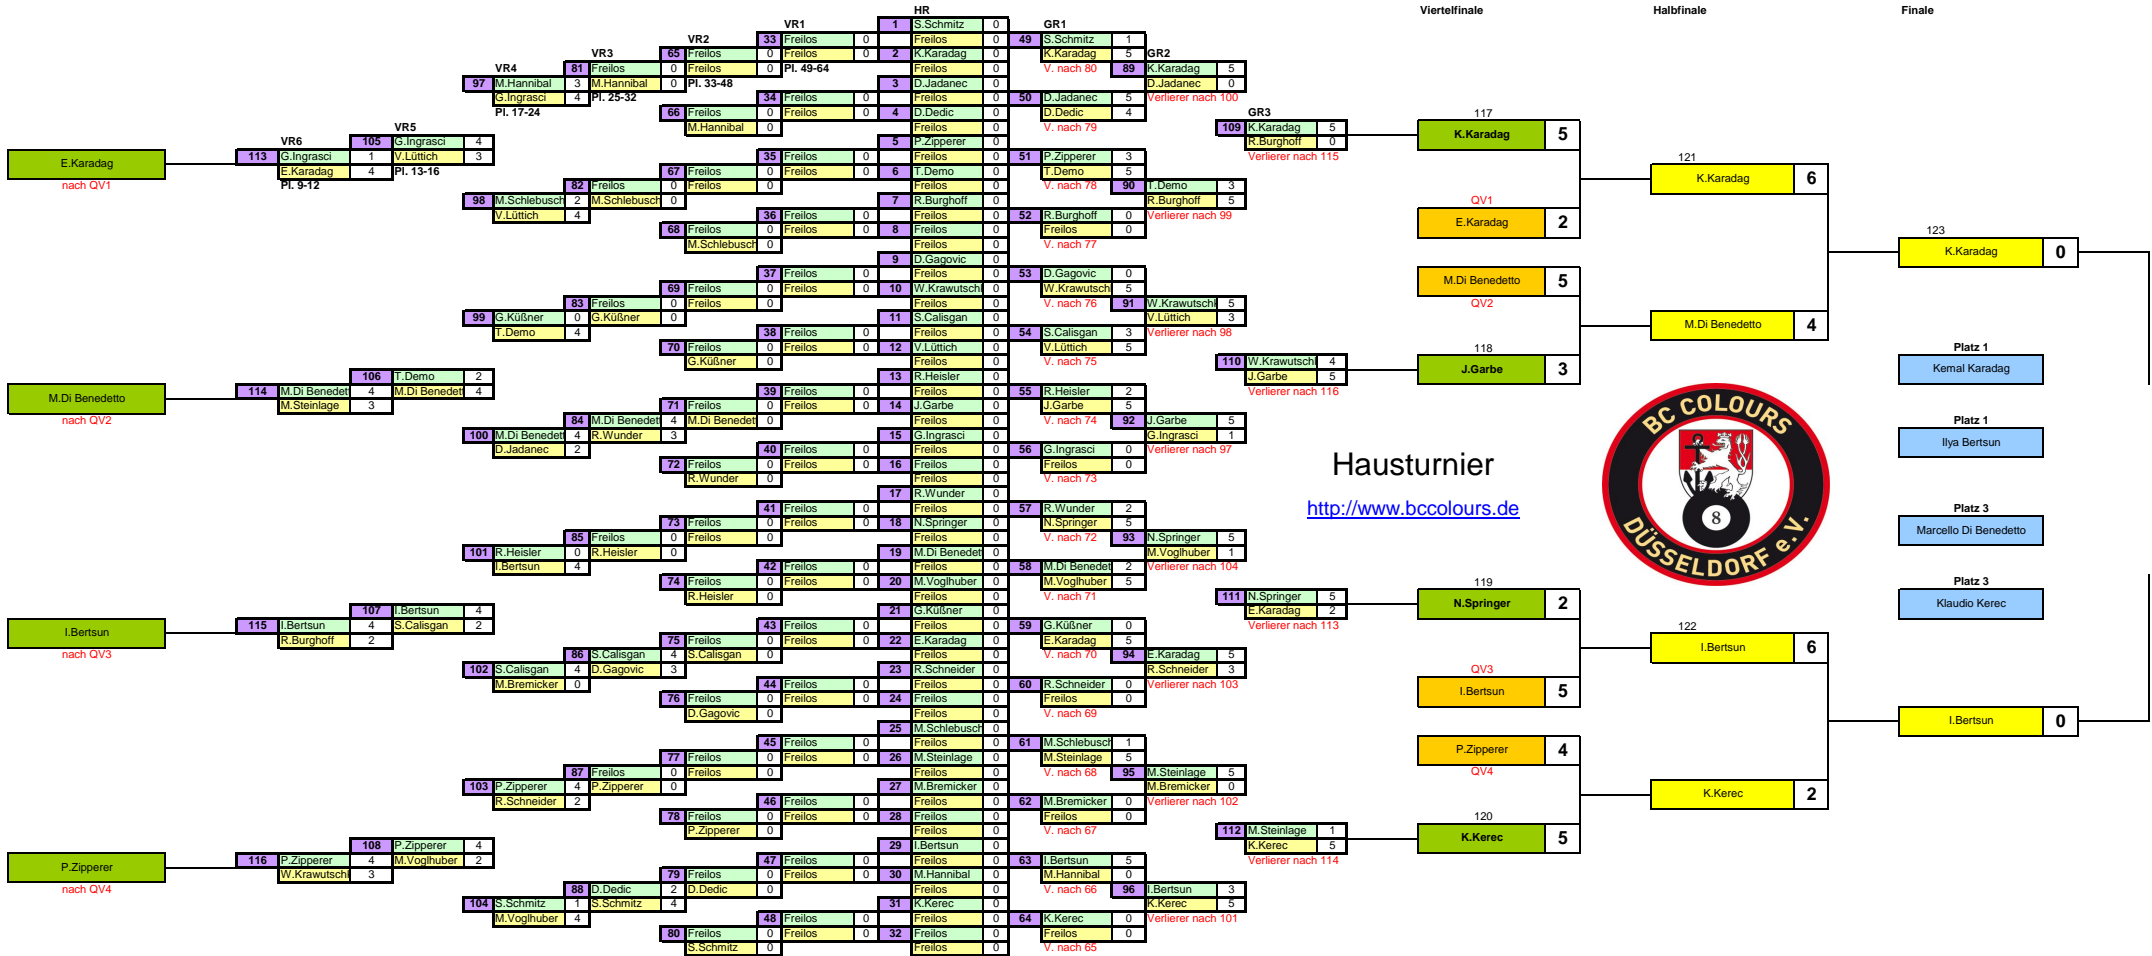 HR
Viertelfinale
Halbfinale
Finale
VR1
1 S.Schmitz 0
GR1
VR2
33 Freilos 0
Freilos 0
49 S.Schmitz 1
VR3
65 Freilos 0
Freilos 0
2 K.Karadag 0
K.Karadag 5
GR2
VR4
81 Freilos 0
Freilos 0
Pl. 49-64
Freilos 0
V. nach 80
89 K.Karadag 5
97 M.Hannibal 3
M.Hannibal 0
Pl. 33-48
3 D.Jadanec 0
D.Jadanec 0
G.Ingrasci 4
Pl. 25-32
34 Freilos 0
Freilos 0
50 D.Jadanec 5
Verlierer nach 100
Pl. 17-24
66 Freilos 0
Freilos 0
4 D.Dedic 0
D.Dedic 4
GR3
117
M.Hannibal 0
Freilos 0
V. nach 79
109 K.Karadag 5
K.Karadag 5
VR5
VR6
105 G.Ingrasci 4
5 P.Zipperer 0
R.Burghoff 0
E.Karadag
113 G.Ingrasci 1
V.Lüttich 3
35 Freilos 0
Freilos 0
51 P.Zipperer 3
Verlierer nach 115
121
E.Karadag 4
Pl. 13-16
67 Freilos 0
Freilos 0
6 T.Demo 0
T.Demo 5
K.Karadag 6
nach QV1
Pl. 9-12
82 Freilos 0
Freilos 0
Freilos 0
V. nach 78
90 T.Demo 3
98 M.Schlebusch 2
M.Schlebusch 0
7 R.Burghoff 0
R.Burghoff 5
QV1
V.Lüttich 4
36 Freilos 0
Freilos 0
52 R.Burghoff 0
Verlierer nach 99
E.Karadag 2
68 Freilos 0
Freilos 0
8 Freilos 0
Freilos 0
123
M.Schlebusch 0
Freilos 0
V. nach 77
K.Karadag 0
9 D.Gagovic 0
37 Freilos 0
Freilos 0
53 D.Gagovic 0
M.Di Benedetto 5
69 Freilos 0
Freilos 0
10 W.Krawutschk 0
W.Krawutsch 5
83 Freilos 0
Freilos 0
Freilos 0
V. nach 76
91 W.Krawutschk 5
QV2
99 G.Küßner 0
G.Küßner 0
11 S.Calisgan 0
V.Lüttich 3
M.Di Benedetto 4
T.Demo 4
38 Freilos 0
Freilos 0
54 S.Calisgan 3
Verlierer nach 98
70 Freilos 0
Freilos 0
12 V.Lüttich 0
V.Lüttich 5
118
Platz 1
G.Küßner 0
Freilos 0
V. nach 75
110 W.Krawutschk 4
J.Garbe 3
Kemal Karadag
106 T.Demo 2
13 R.Heisler 0
J.Garbe 5
M.Di Benedetto
114 M.Di Benedet 4
M.Di Benedet 4
39 Freilos 0
Freilos 0
55 R.Heisler 2
Verlierer nach 116
M.Steinlage 3
71 Freilos 0
Freilos 0
14 J.Garbe 0
J.Garbe 5
nach QV2
84 M.Di Benedet 4
M.Di Benedet 0
Freilos 0
V. nach 74
92 J.Garbe 5
Platz 1
100 M.Di Benedet 4
R.Wunder 3
15 G.Ingrasci 0
G.Ingrasci 1
Ilya Bertsun
D.Jadanec 2
40 Freilos 0
Freilos 0
56 G.Ingrasci 0
Verlierer nach 97
72 Freilos 0
Freilos 0
16 Freilos 0
Freilos 0
Hausturnier
BC COLOURS
R.Wunder 0
Freilos 0
V. nach 73
17 R.Wunder 0
41 Freilos 0
Freilos 0
57 R.Wunder 2
http://www.bccolours.de
Platz 3
73 Freilos 0
Freilos 0
18 N.Springer 0
N.Springer 5
8
Marcello Di Benedetto
85 Freilos 0
Freilos 0
Freilos 0
V. nach 72
93 N.Springer 5
101 R.Heisler 0
R.Heisler 0
19 M.Di Benedet 0
M.Voglhuber 1
DÜSSELDORF e.V.
I.Bertsun 4
42 Freilos 0
Freilos 0
58 M.Di Benedet 2
Verlierer nach 104
74 Freilos 0
Freilos 0
20 M.Voglhuber 0
M.Voglhuber 5
119
Platz 3
R.Heisler 0
Freilos 0
V. nach 71
111 N.Springer 5
N.Springer 2
Klaudio Kerec
107 I.Bertsun 4
21 G.Küßner 0
E.Karadag 2
I.Bertsun
115 I.Bertsun 4
S.Calisgan 2
43 Freilos 0
Freilos 0
59 G.Küßner 0
Verlierer nach 113
122
R.Burghoff 2
75 Freilos 0
Freilos 0
22 E.Karadag 0
E.Karadag 5
I.Bertsun 6
nach QV3
86 S.Calisgan 4
S.Calisgan 0
Freilos 0
V. nach 70
94 E.Karadag 5
102 S.Calisgan 4
D.Gagovic 3
23 R.Schneider 0
R.Schneider 3
QV3
M.Bremicker 0
44 Freilos 0
Freilos 0
60 R.Schneider 0
Verlierer nach 103
I.Bertsun 5
76 Freilos 0
Freilos 0
24 Freilos 0
Freilos 0
D.Gagovic 0
Freilos 0
V. nach 69
I.Bertsun 0
25 M.Schlebusch 0
45 Freilos 0
Freilos 0
61 M.Schlebusch 1
P.Zipperer 4
77 Freilos 0
Freilos 0
26 M.Steinlage 0
M.Steinlage 5
87 Freilos 0
Freilos 0
Freilos 0
V. nach 68
95 M.Steinlage 5
QV4
103 P.Zipperer 4
P.Zipperer 0
27 M.Bremicker 0
M.Bremicker 0
K.Kerec 2
R.Schneider 2
46 Freilos 0
Freilos 0
62 M.Bremicker 0
Verlierer nach 102
78 Freilos 0
Freilos 0
28 Freilos 0
Freilos 0
120
P.Zipperer 0
Freilos 0
V. nach 67
112 M.Steinlage 1
K.Kerec 5
108 P.Zipperer 4
29 I.Bertsun 0
K.Kerec 5
P.Zipperer
116 P.Zipperer 4
M.Voglhuber 2
47 Freilos 0
Freilos 0
63 I.Bertsun 5
Verlierer nach 114
W.Krawutschk 3
79 Freilos 0
Freilos 0
30 M.Hannibal 0
M.Hannibal 0
nach QV4
88 D.Dedic 2
D.Dedic 0
Freilos 0
V. nach 66
96 I.Bertsun 3
104 S.Schmitz 1
S.Schmitz 4
31 K.Kerec 0
K.Kerec 5
M.Voglhuber 4
48 Freilos 0
Freilos 0
64 K.Kerec 0
Verlierer nach 101
80 Freilos 0
Freilos 0
32 Freilos 0
Freilos 0
S.Schmitz 0
Freilos 0
V. nach 65